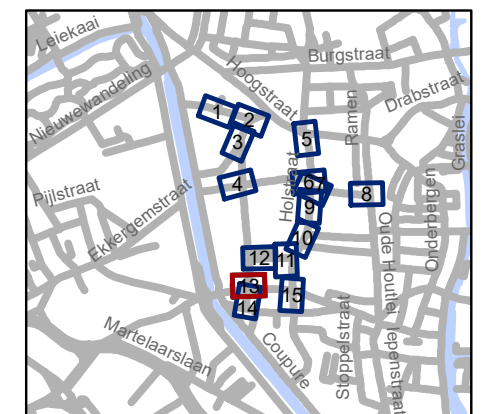 Leiekaai
Burgstraat
Hoogstraat
Nieuwewandeling
Ramen
Drabstraat
Graslei
1
2
3
5
Pijlstraat
4
Holstraat
6
7
8
9
Ekkergemstraat
Onderbergen
Oude Houtlei
10
12
11
13
15
14
Martelaarslaan
Coupure
Stoppelstraat
Iepenstraat